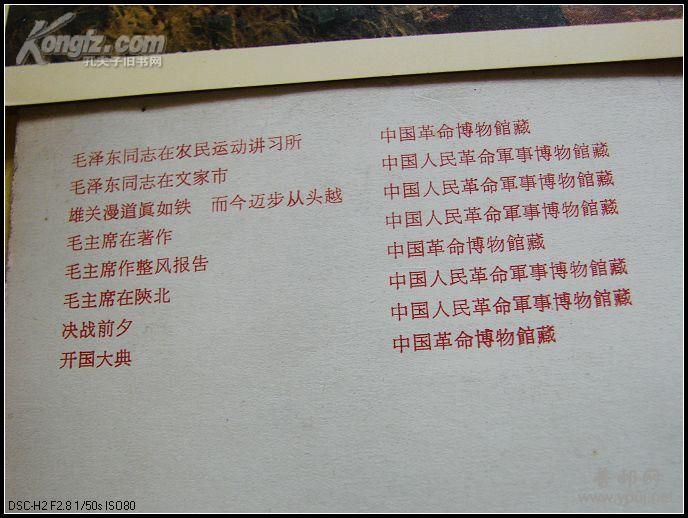 Kongfz.com
孔夫子旧书网
毛泽东同志在农民运动讲习所 中国革命博物館藏
毛泽东同志在文家市 中国人民革命軍事博物館藏
雄关漫道眞如铁 而今迈步从头越 中国人民革命軍事博物館藏
毛主席在著作 中国人民革命軍事博物館藏
毛主席作整风报告 中国革命博物館藏
毛主席在陝北 中国人民革命軍事博物館藏
决战前夕 中国人民革命軍事博物館藏
开国大典 中国革命博物館藏
DSC-H2 F2.8 1/50s ISO80